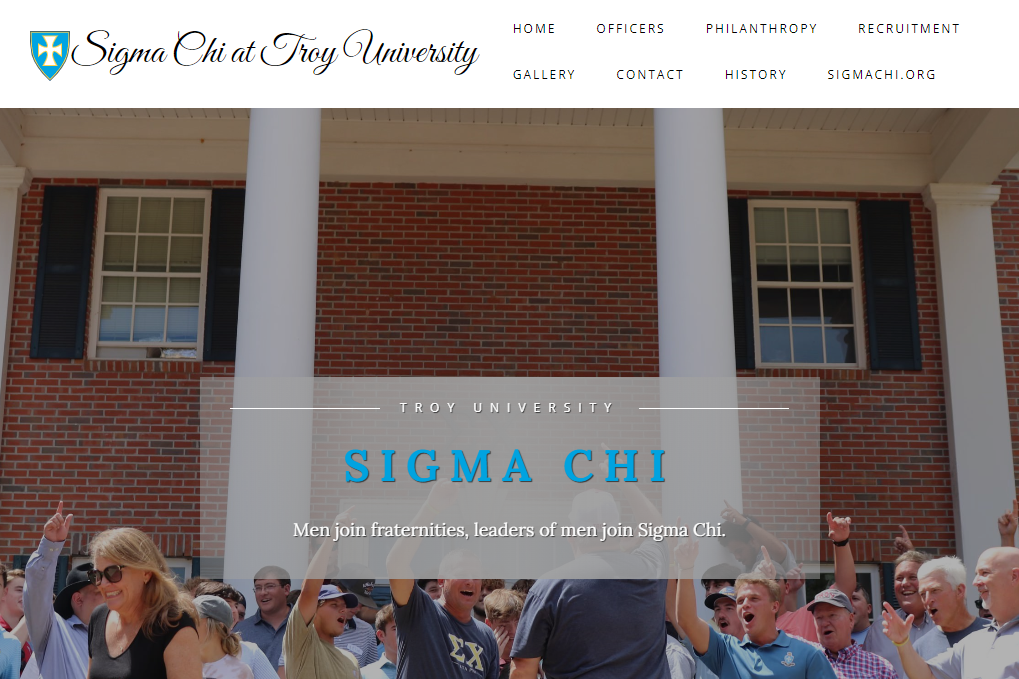 Sigma Chi at Troy University
HOME OFFICERS PHILANTHROPY RECRUITMENT
GALLERY CONTACT HISTORY SIGMACHI.ORG
TROY UNIVERSITY
SIGMA CHI
Men join fraternities, leaders of men join Sigma Chi.
ΣΧ